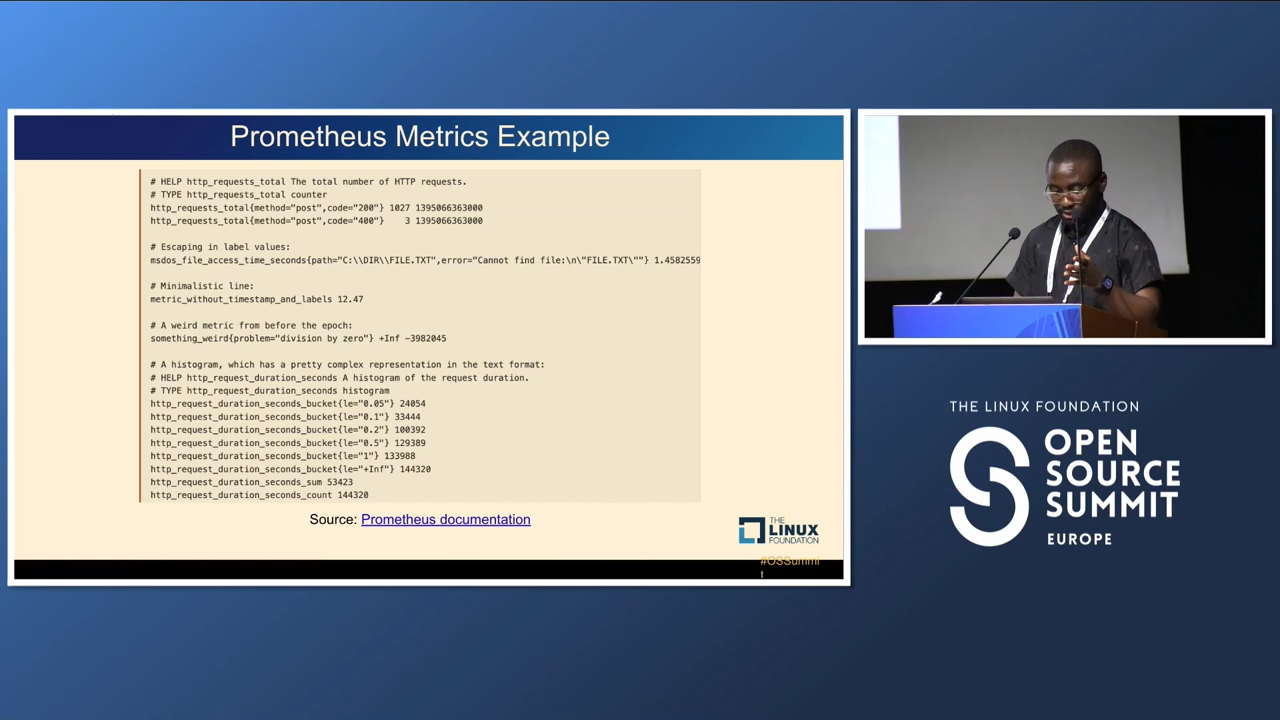 Prometheus Metrics Example
# HELP http_requests_total The total number of HTTP requests.
# TYPE http_requests_total counter
http_requests_total{method="post",code="200"} 1027 1395066363000
http_requests_total{method="post",code="400"}    3 1395066363000
# Escaping in label values:
msdos_file_access_time_seconds{path="C:\\DIR\\FILE.TXT",error="Cannot find file:\n\"FILE.TXT\""} 1.4582559
# Minimalistic line:
metric_without_timestamp_and_labels 12.47
# A weird metric from before the epoch:
something_weird{problem="division by zero"} +Inf -3982045
# A histogram, which has a pretty complex representation in the text format:
# HELP http_request_duration_seconds A histogram of the request duration.
# TYPE http_request_duration_seconds histogram
http_request_duration_seconds_bucket{le="0.05"} 24054
http_request_duration_seconds_bucket{le="0.1"} 33444
http_request_duration_seconds_bucket{le="0.2"} 100392
http_request_duration_seconds_bucket{le="0.5"} 129389
http_request_duration_seconds_bucket{le="1"} 133988
http_request_duration_seconds_bucket{le="+Inf"} 144320
http_request_duration_seconds_sum 53423
http_request_duration_seconds_count 144320
Source: Prometheus documentation
THE
LINUX
FOUNDATION
#OSSummi
t
THE LINUX FOUNDATION
OPEN
SOURCE
SUMMIT
EUROPE